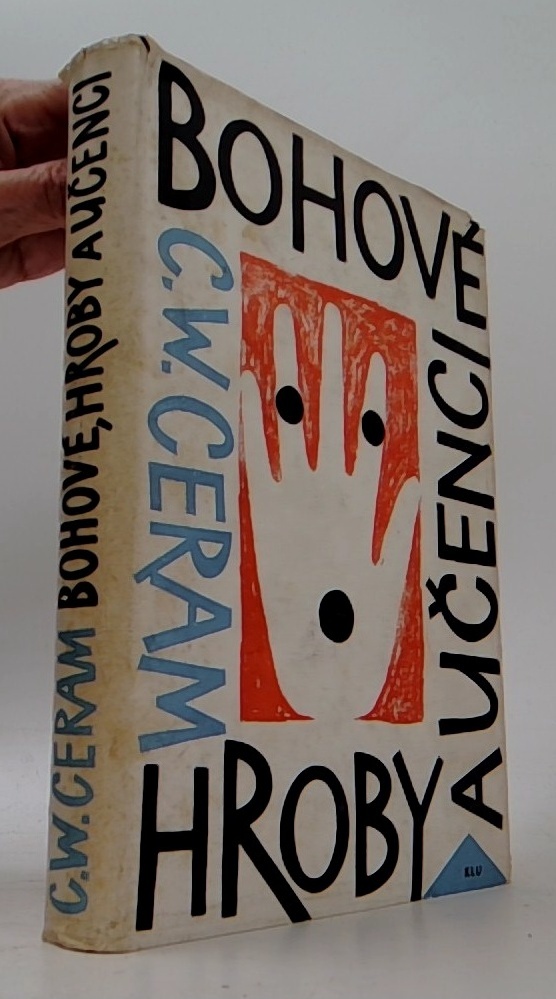 C.W.CERAM BOHOVÉ, HROBY A UČENCI
BOHOVÉ
C.W.CERAM
HROBY
A UČENCI
KLU